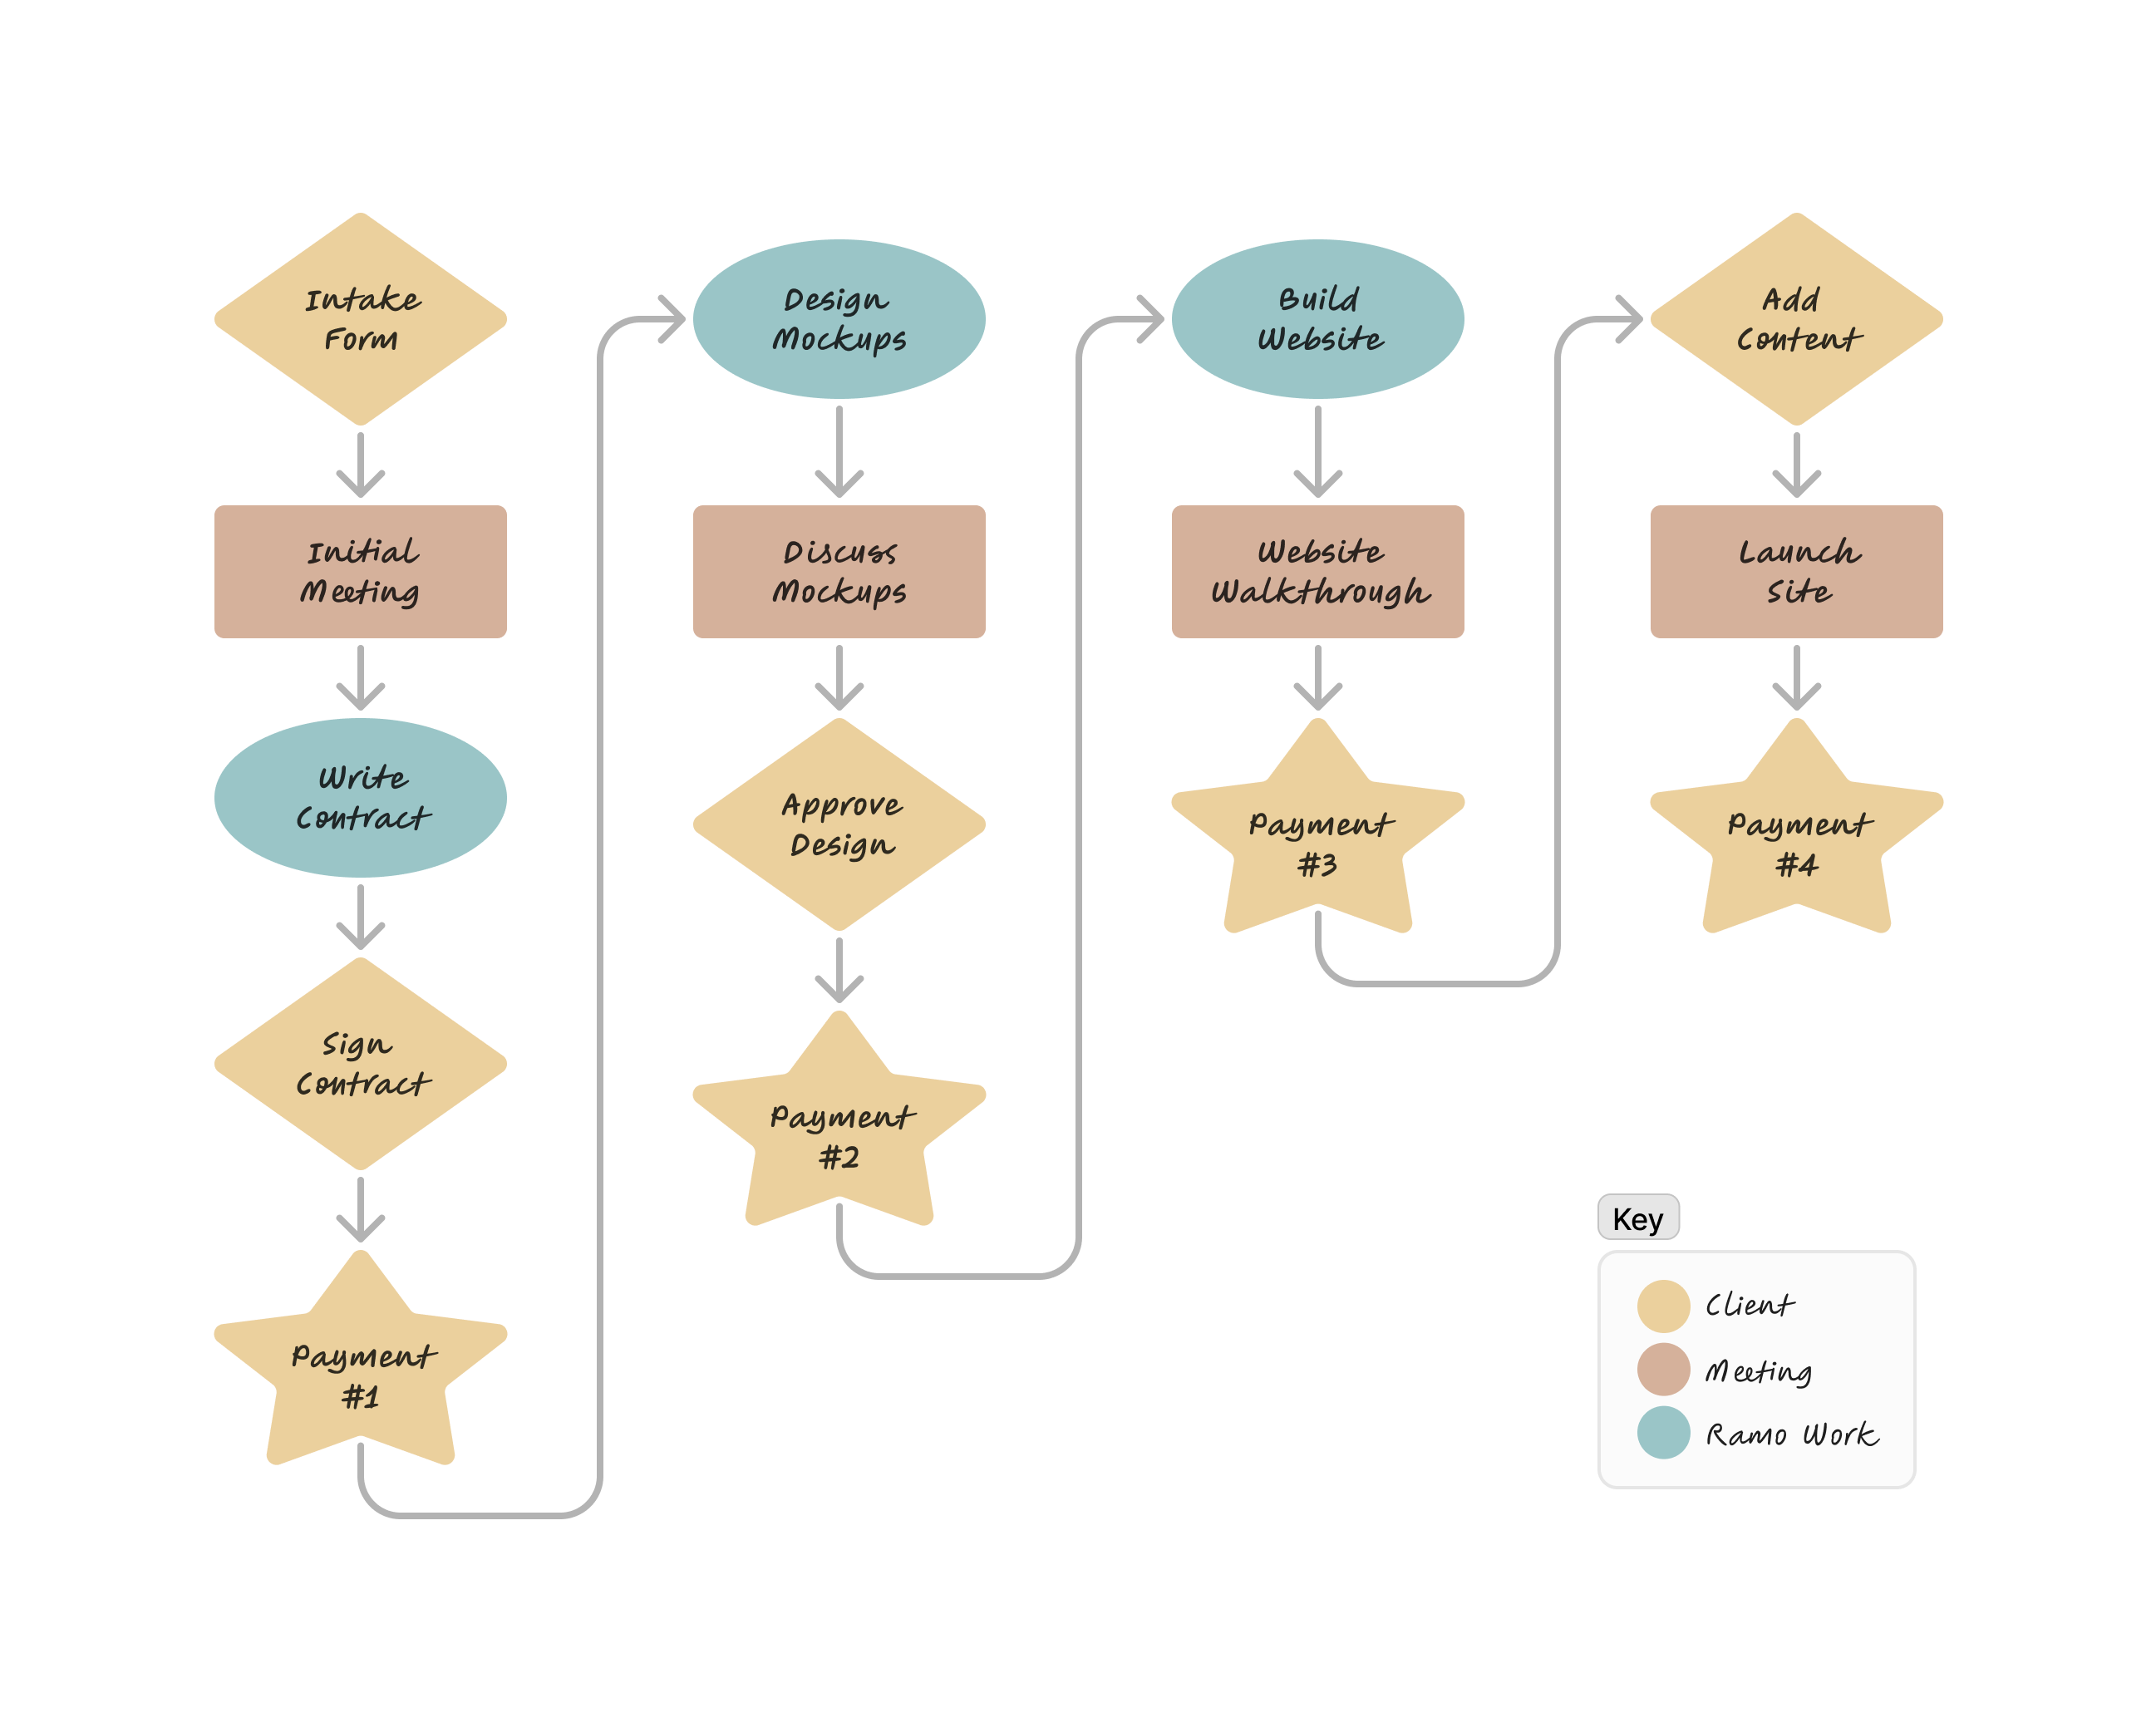 Intake
Form
Initial
Meeting
Write
Contract
Sign
Contract
Payment
#1
Design
Mockups
Discuss
Mockups
Approve
Design
Payment
#2
Build
Website
Website
Walkthrough
Payment
#3
Add
Content
Launch
Site
Payment
#4
Key
Client
Meeting
Ramo Work